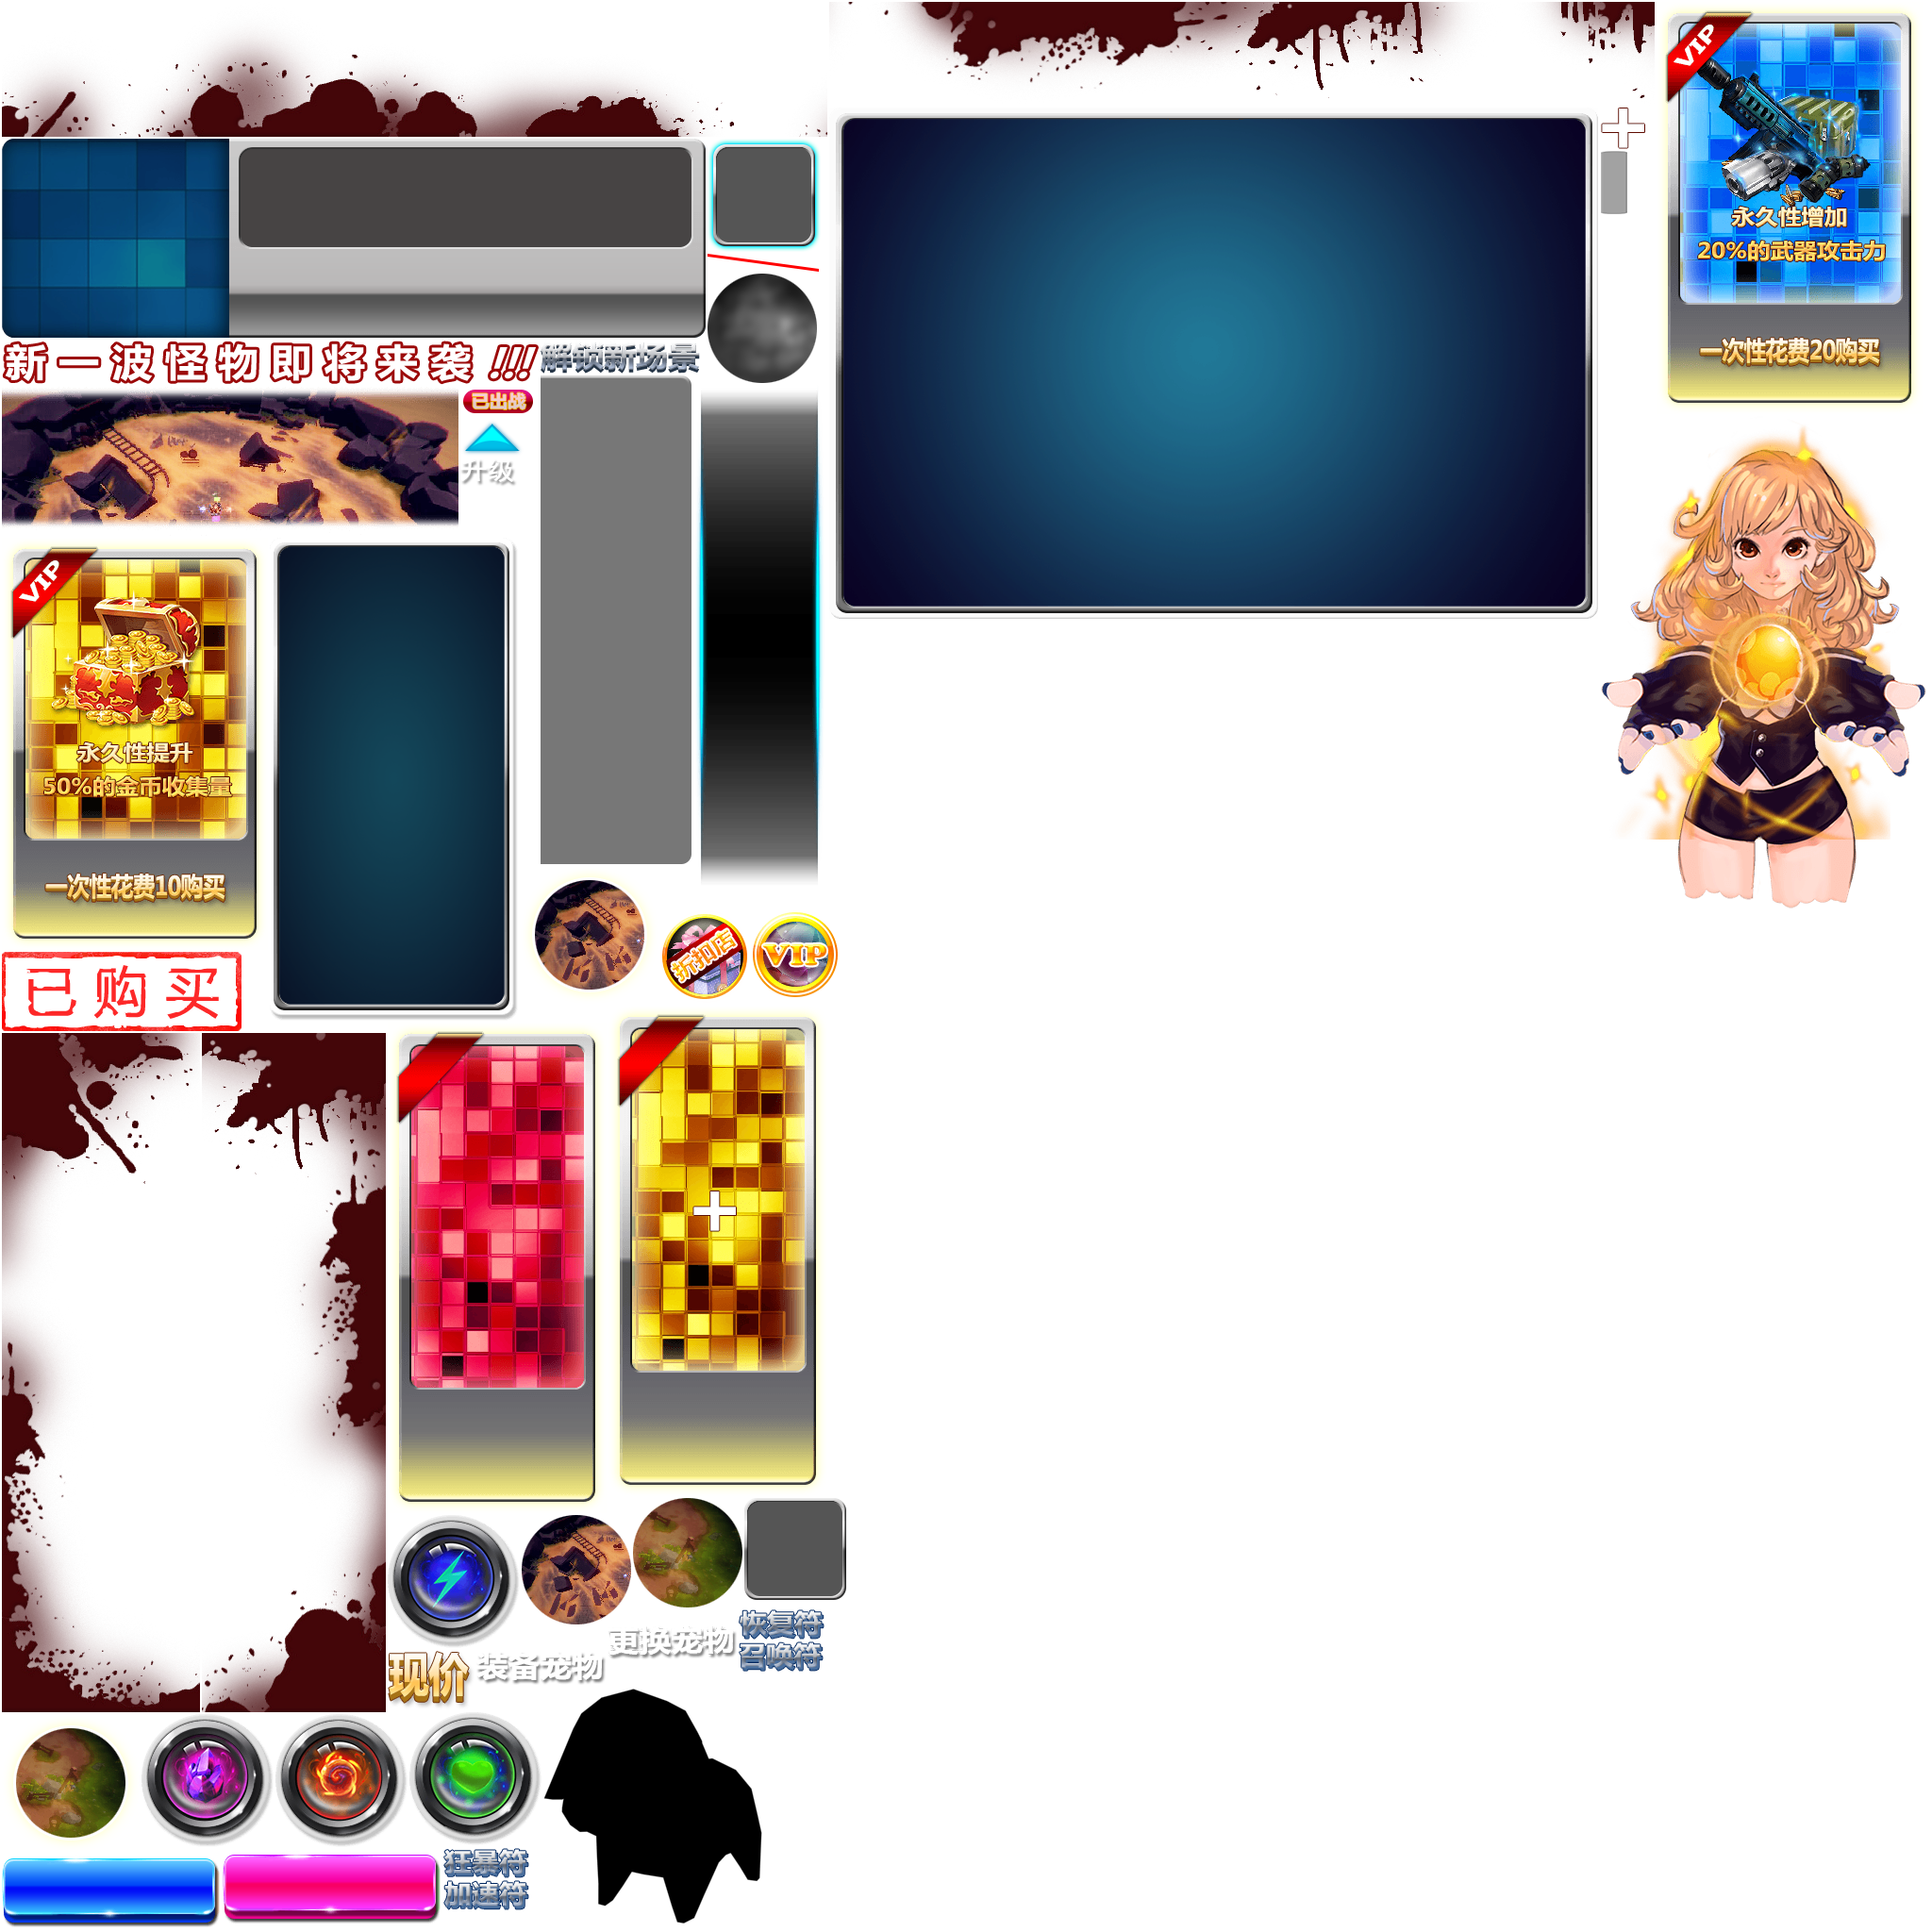 VIP
永久性增加
20%的武器攻击力
一次性花费20购买
新一波怪物即将来袭!!!
解锁新场景
已出战
升级
VIP
永久性提升
50%的金币收集量
一次性花费10购买
折扣店
VIP
已购买
恢复符
召唤符
更换宠物
装备宠物
现价
狂暴符
加速符